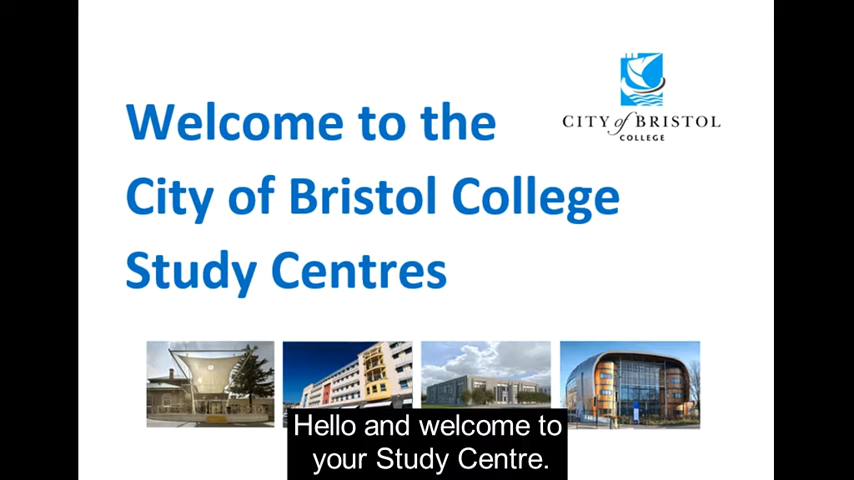 Welcome to the
City of Bristol College
Study Centres
CITY of BRISTOL
COLLEGE
Hello and welcome to
your Study Centre.